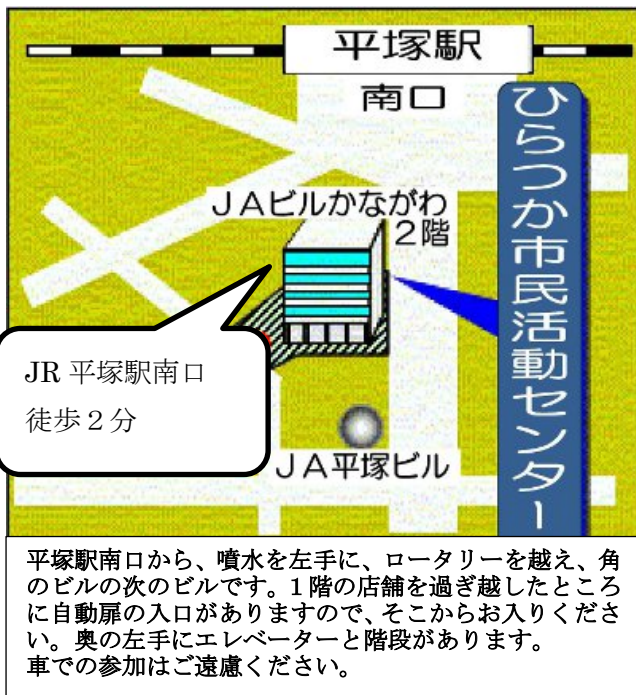 平塚駅
南口
ひらつか市民活動センター
JAビルかながわ
2階
JR 平塚駅南口
徒歩２分
JA平塚ビル
平塚駅南口から、噴水を左手に、ロータリーを越え、角
のビルの次のビルです。１階の店舗を過ぎ越したところ
に自動扉の入口がありますので、そこからお入りくださ
い。奥の左手にエレベーターと階段があります。
車での参加はご遠慮ください。